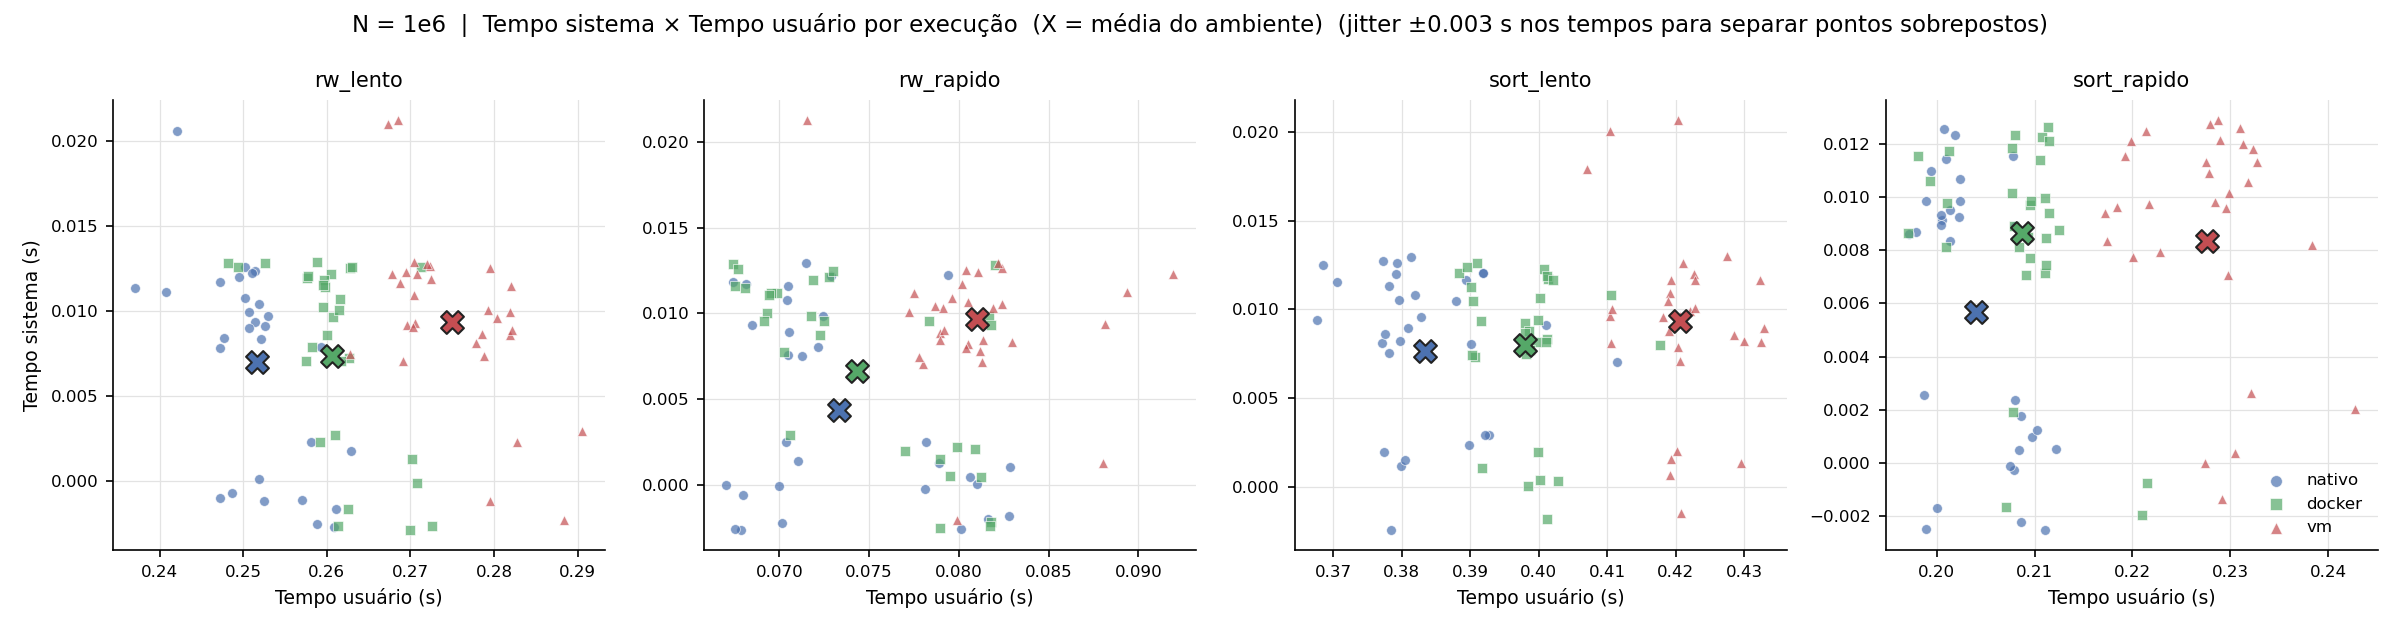 N = 1e6  |  Tempo sistema × Tempo usuário por execução  (X = média do ambiente)  (jitter ±0.003 s nos tempos para separar pontos sobrepostos)
rw_lento
rw_rapido
sort_lento
sort_rapido
Tempo sistema (s)
0.020
0.015
0.010
0.005
0.000
0.24 0.25 0.26 0.27 0.28 0.29
Tempo usuário (s)
0.020
0.015
0.010
0.005
0.000
0.070 0.075 0.080 0.085 0.090
Tempo usuário (s)
0.020
0.015
0.010
0.005
0.000
0.37 0.38 0.39 0.40 0.41 0.42 0.43
Tempo usuário (s)
0.012
0.010
0.008
0.006
0.004
0.002
0.000
−0.002
0.20 0.21 0.22 0.23 0.24
Tempo usuário (s)
nativo
docker
vm